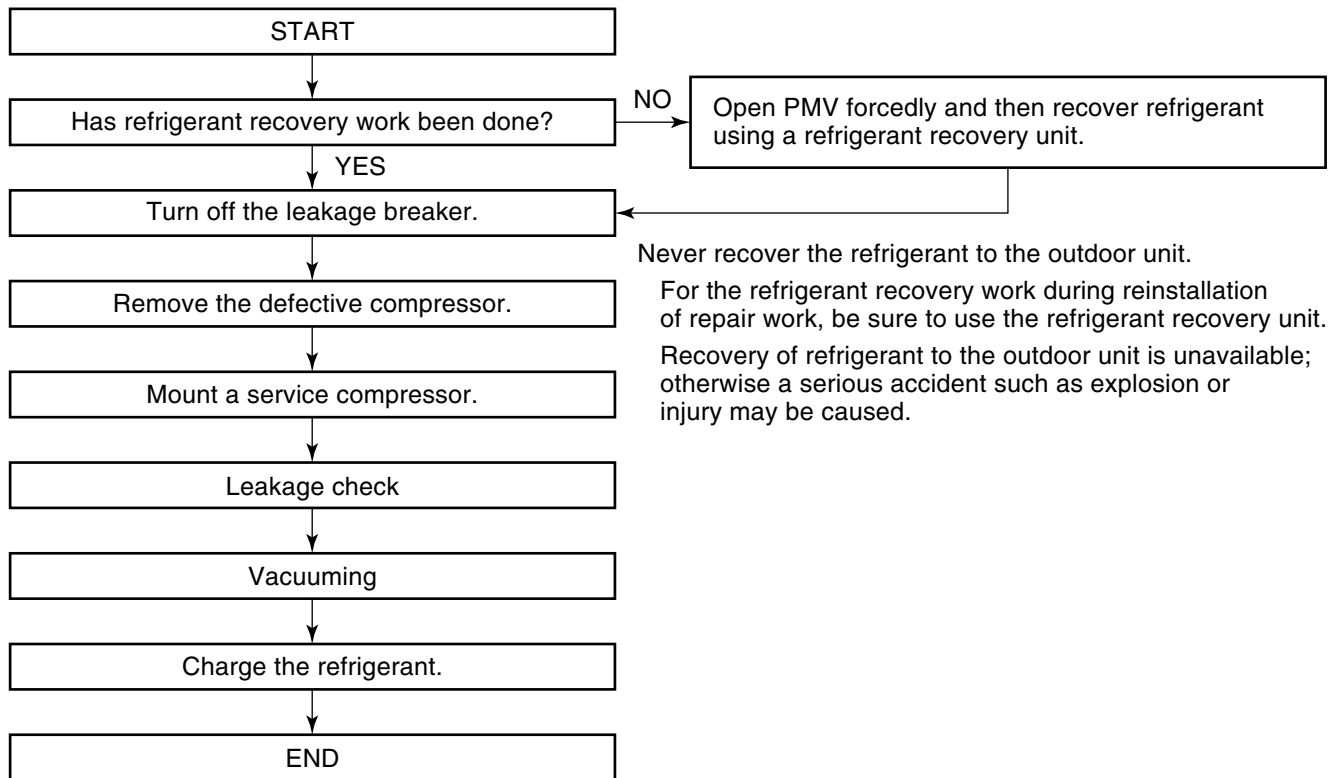 START
Has refrigerant recovery work been done?
NO
Open PMV forcedly and then recover refrigerant
using a refrigerant recovery unit.
YES
Turn off the leakage breaker.
Never recover the refrigerant to the outdoor unit.
For the refrigerant recovery work during reinstallation
of repair work, be sure to use the refrigerant recovery unit.
Recovery of refrigerant to the outdoor unit is unavailable;
otherwise a serious accident such as explosion or
injury may be caused.
Remove the defective compressor.
Mount a service compressor.
Leakage check
Vacuuming
Charge the refrigerant.
END